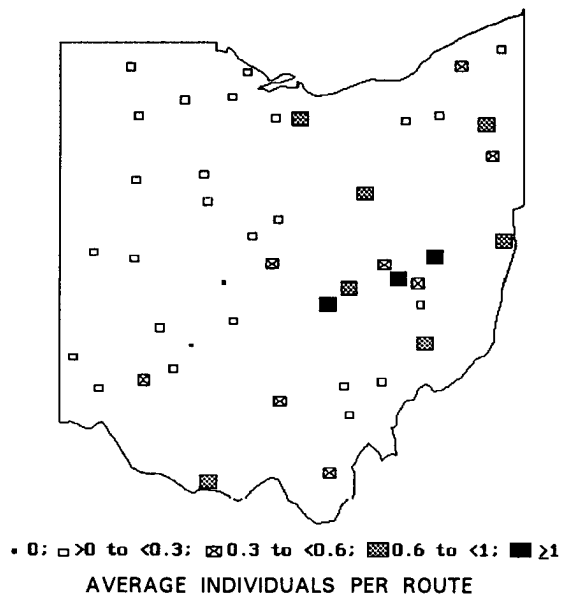 0; >0 to <0.3; 0.3 to <0.6; 0.6 to <1; ≥1
AVERAGE INDIVIDUALS PER ROUTE